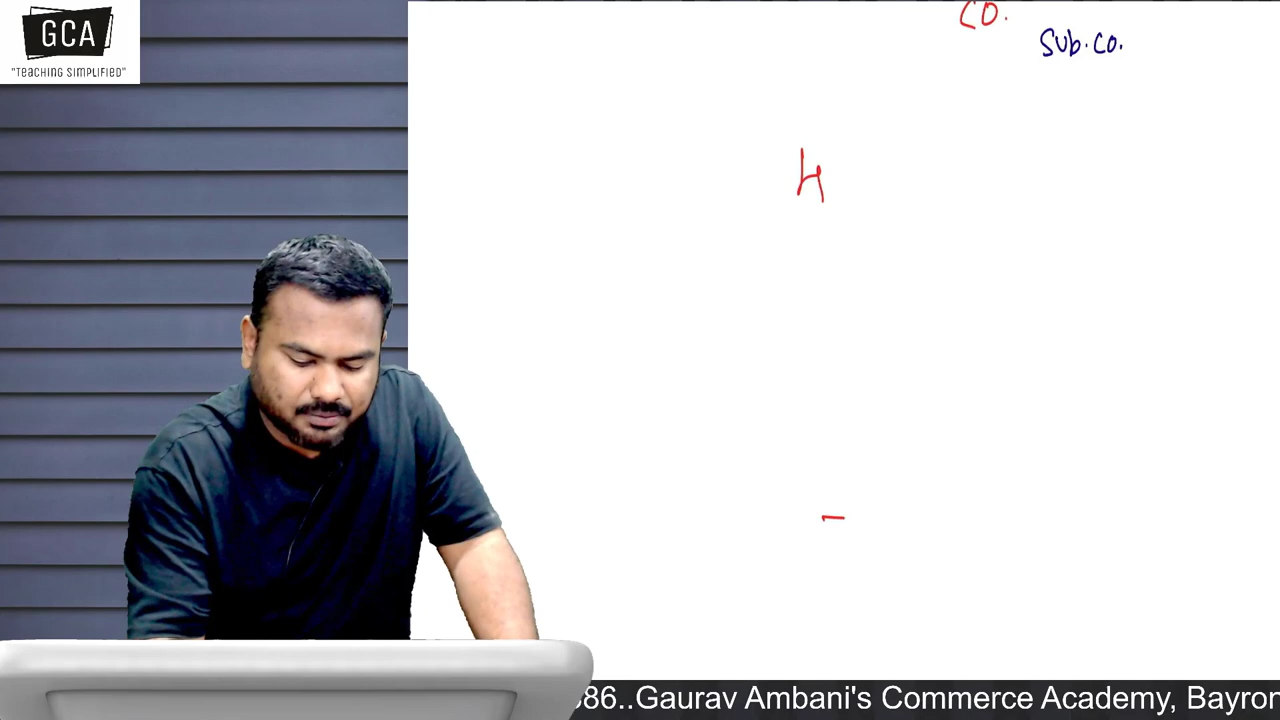 GCA
"TEACHING SIMPLIFIED"
CO.
Sub.co.
H
86..Gaurav Ambani's Commerce Academy, Bayron